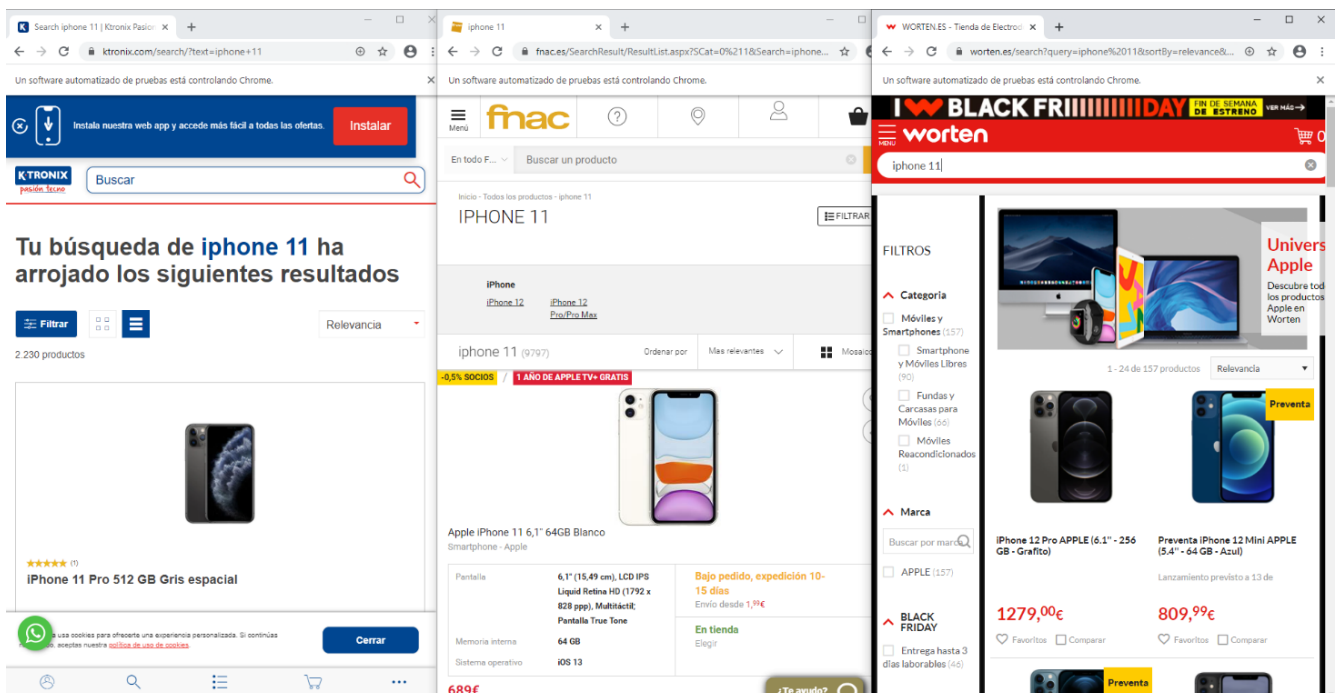 Search iphone 11 | Ktronix Pasion
ktronix.com/search/?text=iphone+11
Un software automatizado de pruebas está controlando Chrome.
Instala nuestra web app y accede más fácil a todas las ofertas.
Instalar
K-TRONIX
pasión tecno
Buscar
Tu búsqueda de iphone 11 ha
arrojado los siguientes resultados
Filtrar
Relevancia
2.230 productos
(1)
iPhone 11 Pro 512 GB Gris espacial
usa cookies para ofrecerte una experiencia personalizada. Si continúas
aceptas nuestra política de uso de cookies.
Cerrar
iphone 11
fnac.es/SearchResult/ResultList.aspx?SCat=0%211&Search=iphone...
Un software automatizado de pruebas está controlando Chrome.
Menú
fnac
En todo F...
Buscar un producto
Inicio - Todos los productos - iphone 11
IPHONE 11
FILTRAR
iPhone
iPhone 12
iPhone 12
Pro/Pro Max
iphone 11 (9797)
Ordenar por
Mas relevantes
Mosaico
-0,5% SOCIOS / 1 AÑO DE APPLE TV+ GRATIS
Apple iPhone 11 6,1" 64GB Blanco
Smartphone - Apple
Pantalla
6,1" (15,49 cm), LCD IPS
Liquid Retina HD (1792 x
828 ppp), Multitáctil;
Pantalla True Tone
Memoria interna
64 GB
Sistema operativo
iOS 13
Bajo pedido, expedición 10-
15 días
Envío desde 1,99€
En tienda
Elegir
689€
¿Te ayudo?
WORTEN.ES - Tienda de Electrod
worten.es/search?query=iphone%2011&sortBy=relevance&...
Un software automatizado de pruebas está controlando Chrome.
I BLACK FRIIIIIIIIIDAY
FIN DE SEMANA
DE ESTRENO
VER MÁS
MENU
worten
0
iphone 11
FILTROS
Categoria
Móviles y
Smartphones (157)
Smartphone
y Móviles Libres
(90)
Fundas y
Carcasas para
Móviles (66)
Móviles
Reacondicionados
(1)
Marca
Buscar por marca
APPLE (157)
BLACK
FRIDAY
Entrega hasta 3
días laborables (46)
Univers
Apple
Descubre tod
los productos
Apple en
Worten
1 - 24 de 157 productos
Relevancia
Preventa
iPhone 12 Pro APPLE (6.1'' - 256
GB - Grafito)
1279,00€
Favoritos
Comparar
Preventa iPhone 12 Mini APPLE
(5.4'' - 64 GB - Azul)
Lanzamiento previsto a 13 de
809,99€
Favoritos
Comparar
Preventa